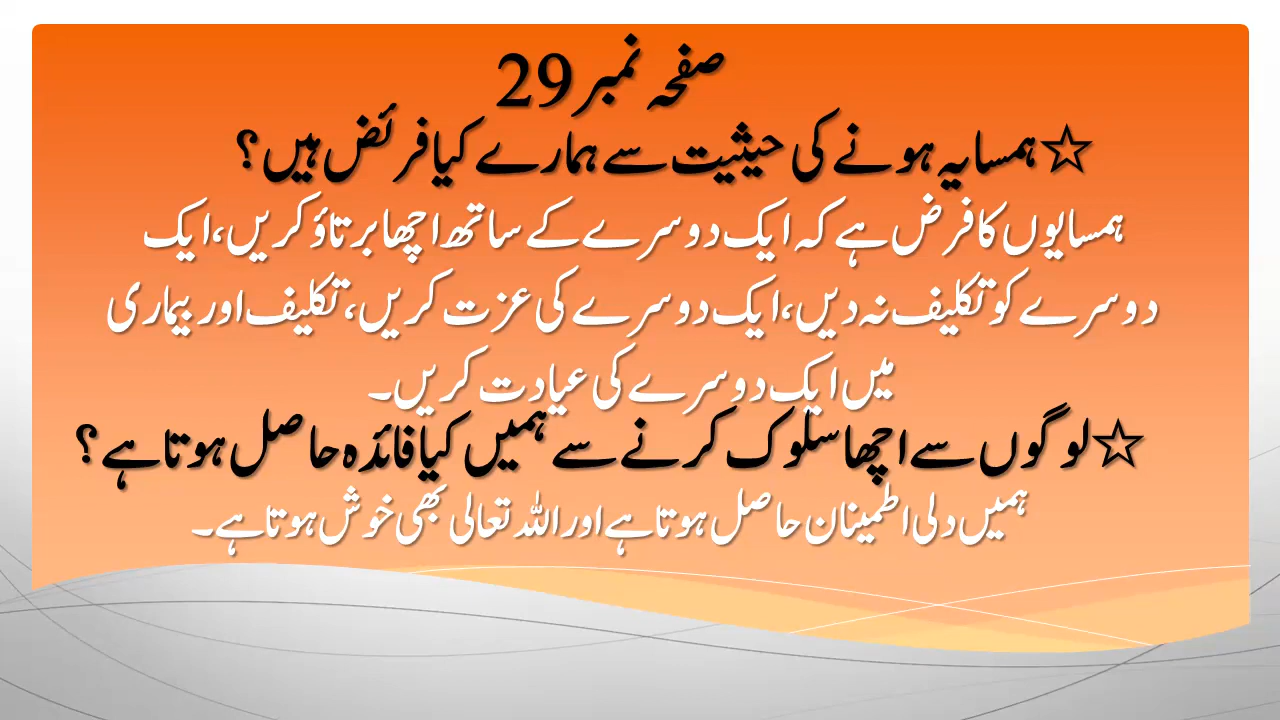 صفحہ نمبر 29
☆ہمسایہ ہونے کی حیثیت سے ہمارے کیا فرئض ہیں؟
ہمسایوں کا فرض ہے کہ ایک دوسرے کے ساتھ اچھا برتاؤ کریں، ایک
دوسرے کو تکلیف نہ دیں، ایک دوسرے کی عزت کریں، تکلیف اور بیماری
میں ایک دوسرے کی عیادت کریں۔
☆لوگوں سے اچھا سلوک کرنے سے ہمیں کیا فائدہ حاصل ہوتا ہے؟
ہمیں دلی اطمینان حاصل ہوتا ہے اور اللہ تعالی بھی خوش ہوتا ہے۔